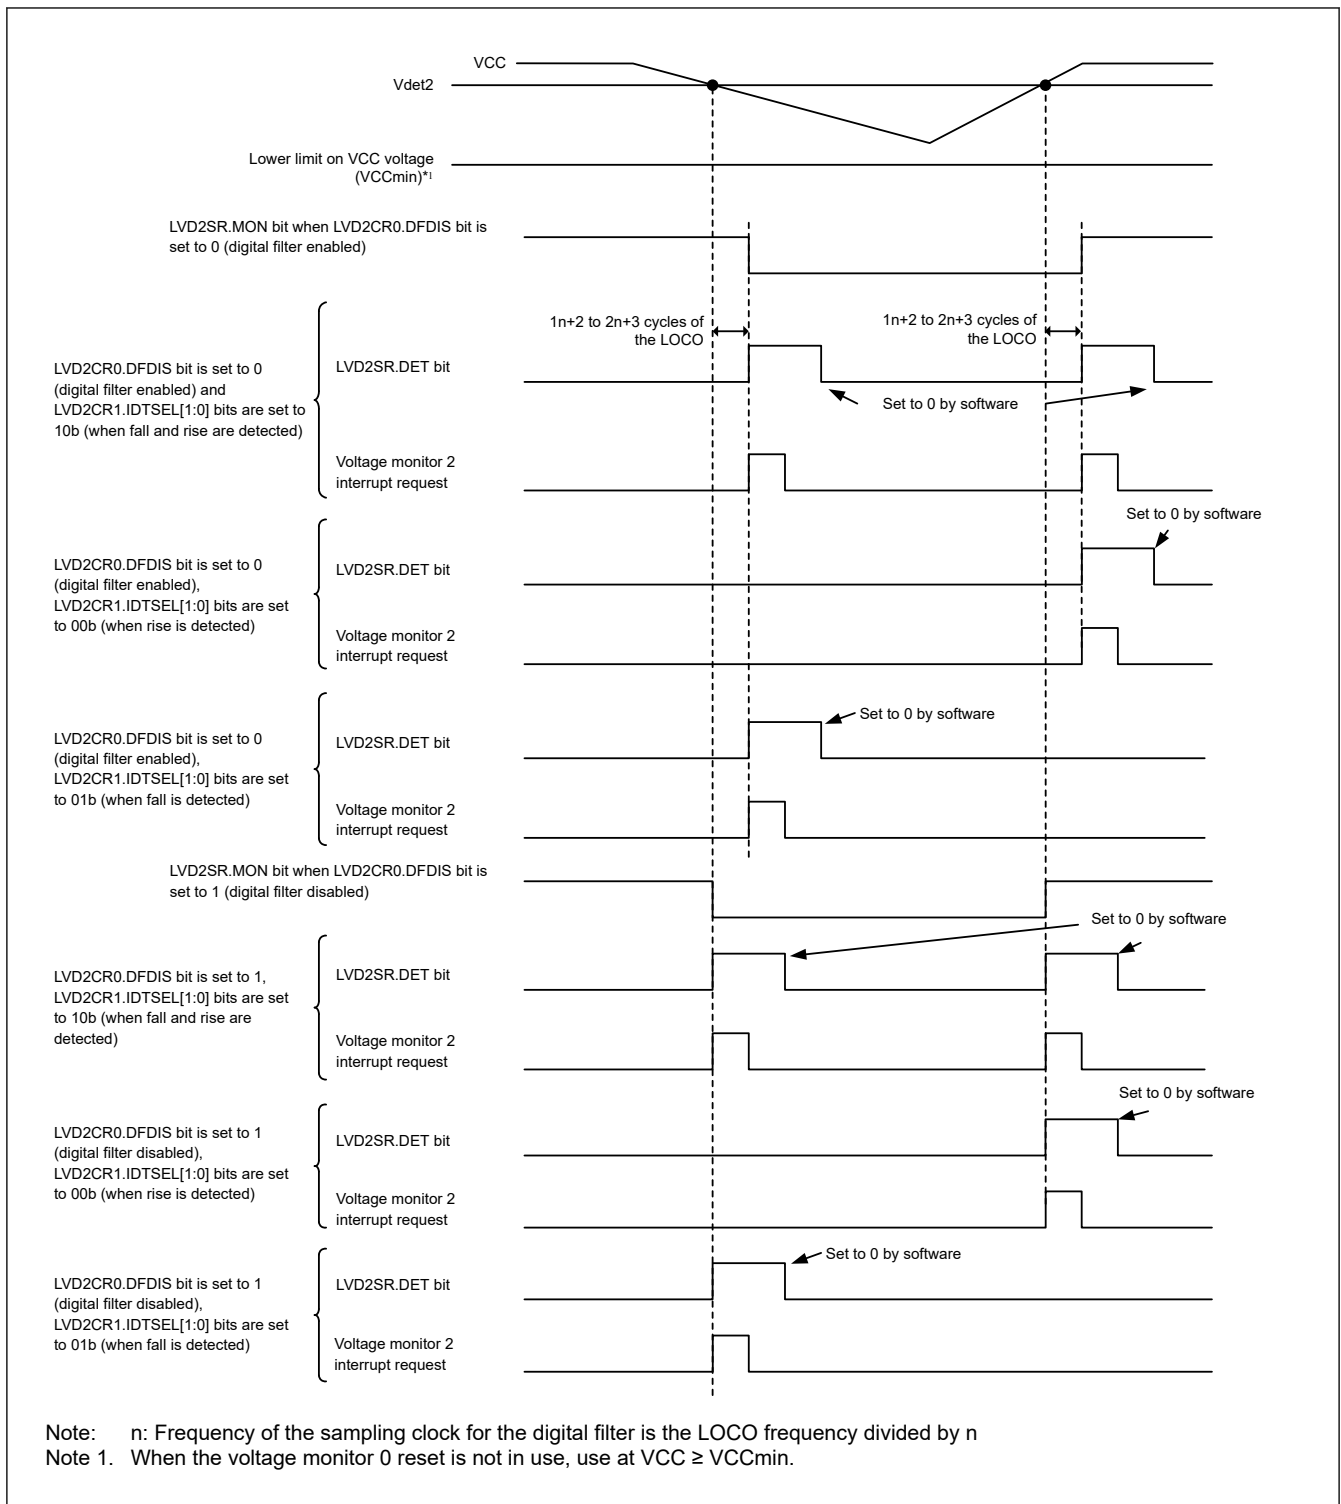 VCC
Vdet2
Lower limit on VCC voltage
(VCCmin)*1
LVD2SR.MON bit when LVD2CR0.DFDIS bit is
set to 0 (digital filter enabled)
1n+2 to 2n+3 cycles of
the LOCO
1n+2 to 2n+3 cycles of
the LOCO
LVD2CR0.DFDIS bit is set to 0
(digital filter enabled) and
LVD2CR1.IDTSEL[1:0] bits are set to
10b (when fall and rise are detected)
LVD2SR.DET bit
Set to 0 by software
Voltage monitor 2
interrupt request
Set to 0 by software
LVD2CR0.DFDIS bit is set to 0
(digital filter enabled),
LVD2CR1.IDTSEL[1:0] bits are set
to 00b (when rise is detected)
LVD2SR.DET bit
Voltage monitor 2
interrupt request
Set to 0 by software
LVD2CR0.DFDIS bit is set to 0
(digital filter enabled),
LVD2CR1.IDTSEL[1:0] bits are set
to 01b (when fall is detected)
LVD2SR.DET bit
Voltage monitor 2
interrupt request
LVD2SR.MON bit when LVD2CR0.DFDIS bit is
set to 1 (digital filter disabled)
Set to 0 by software
LVD2CR0.DFDIS bit is set to 1,
LVD2CR1.IDTSEL[1:0] bits are set
to 10b (when fall and rise are
detected)
LVD2SR.DET bit
Voltage monitor 2
interrupt request
Set to 0 by software
LVD2CR0.DFDIS bit is set to 1
(digital filter disabled),
LVD2CR1.IDTSEL[1:0] bits are set
to 00b (when rise is detected)
LVD2SR.DET bit
Voltage monitor 2
interrupt request
Set to 0 by software
LVD2CR0.DFDIS bit is set to 1
(digital filter disabled),
LVD2CR1.IDTSEL[1:0] bits are set
to 01b (when fall is detected)
LVD2SR.DET bit
Voltage monitor 2
interrupt request
Note: n: Frequency of the sampling clock for the digital filter is the LOCO frequency divided by n
Note 1. When the voltage monitor 0 reset is not in use, use at VCC ≥ VCCmin.